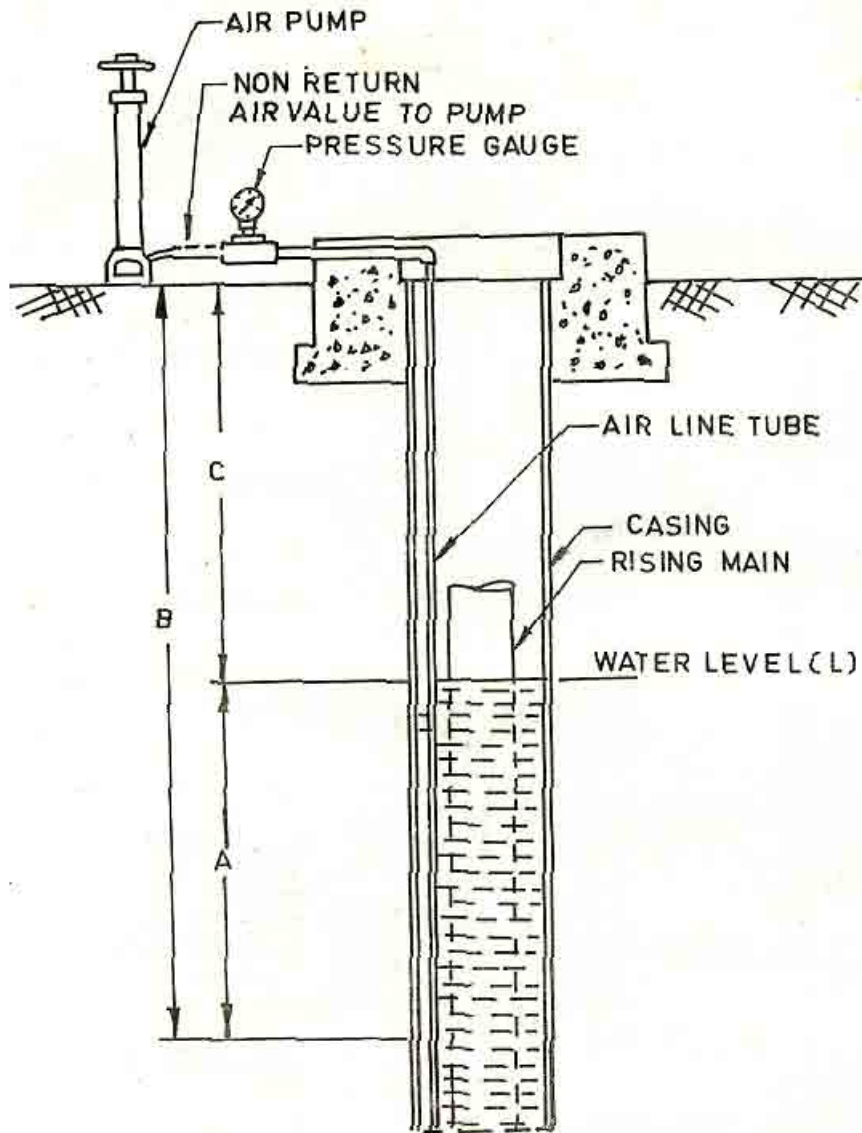 AIR PUMP
NON RETURN
AIR VALUE TO PUMP
PRESSURE GAUGE
AIR LINE TUBE
C
CASING
RISING MAIN
B
WATER LEVEL(L)
A